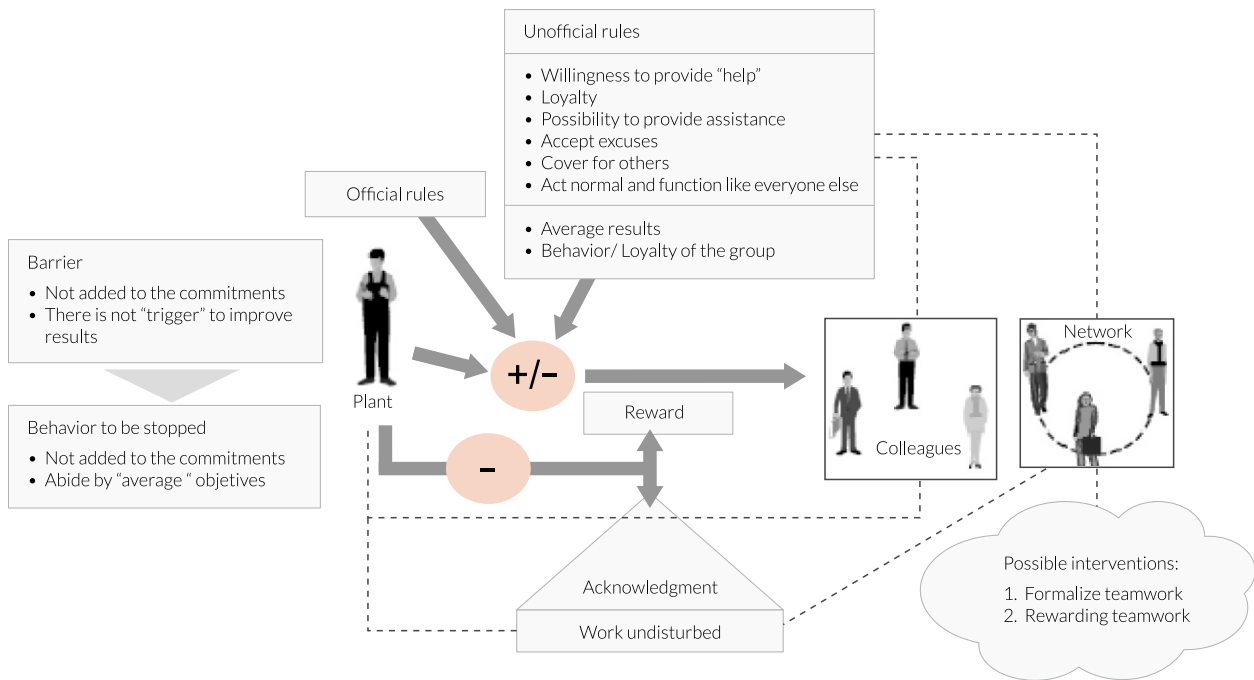 Unofficial rules
• Willingness to provide “help”
• Loyalty
• Possibility to provide assistance
• Accept excuses
• Cover for others
• Act normal and function like everyone else
• Average results
• Behavior/ Loyalty of the group
Official rules
Barrier
• Not added to the commitments
• There is not “trigger” to improve
results
Behavior to be stopped
• Not added to the commitments
• Abide by “average “ objetives
Plant
+/–
–
Reward
Colleagues
Network
Acknowledgment
Work undisturbed
Possible interventions:
1. Formalize teamwork
2. Rewarding teamwork